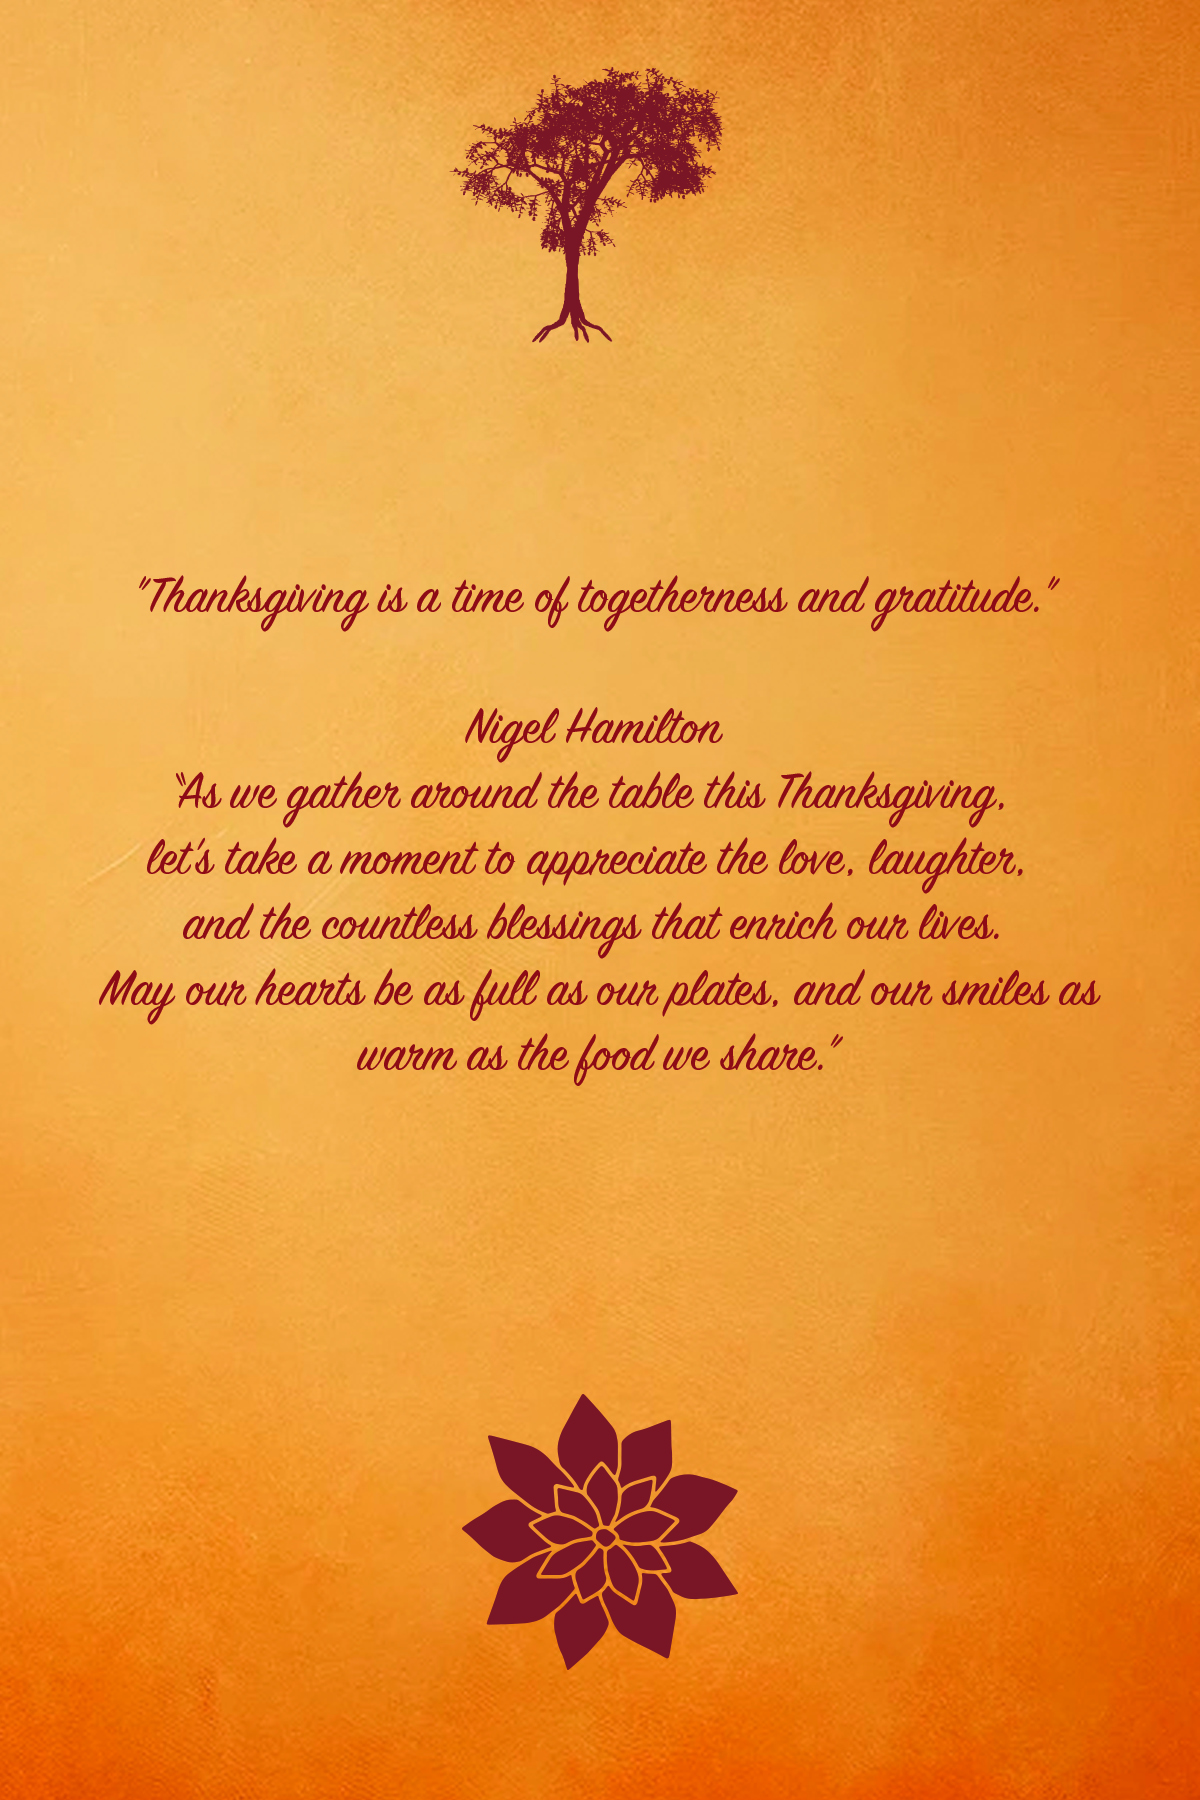 "Thanksgiving is a time of togetherness and gratitude."
Nigel Hamilton
"As we gather around the table this Thanksgiving,
let's take a moment to appreciate the love, laughter,
and the countless blessings that enrich our lives.
May our hearts be as full as our plates, and our smiles as
warm as the food we share."